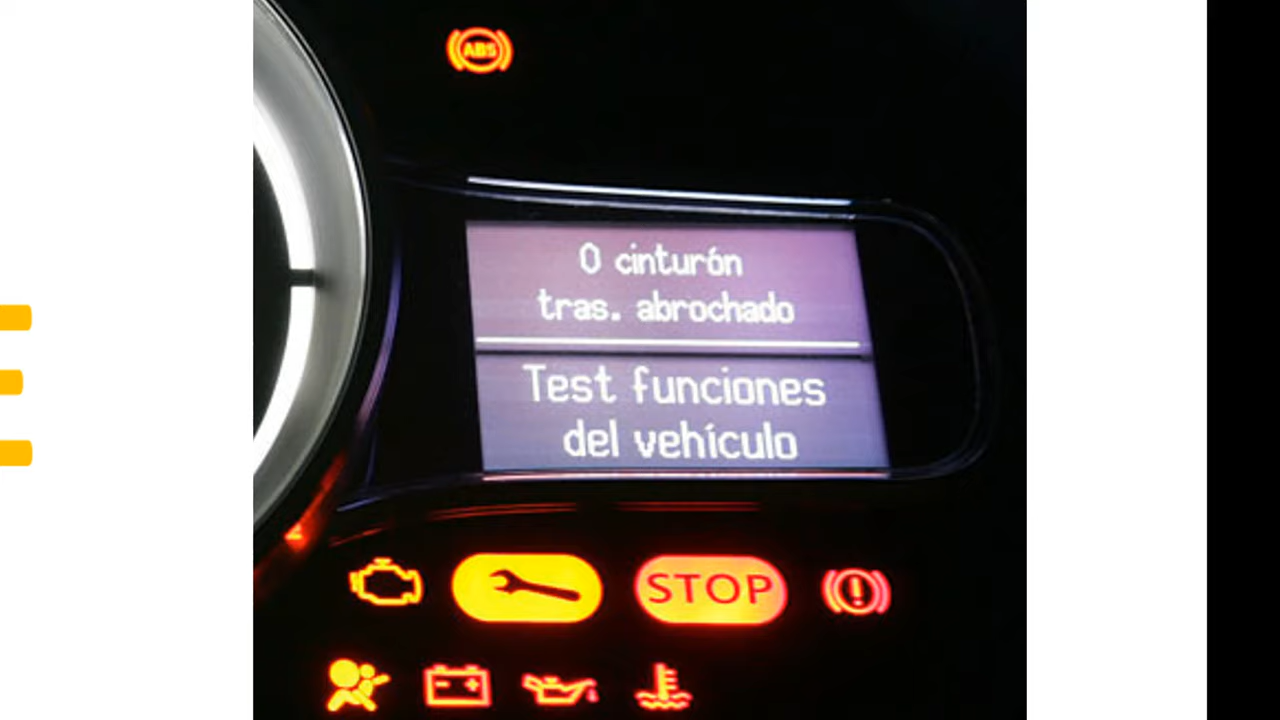 ABS
0 cinturón
tras. abrochado
Test funciones
del vehículo
STOP